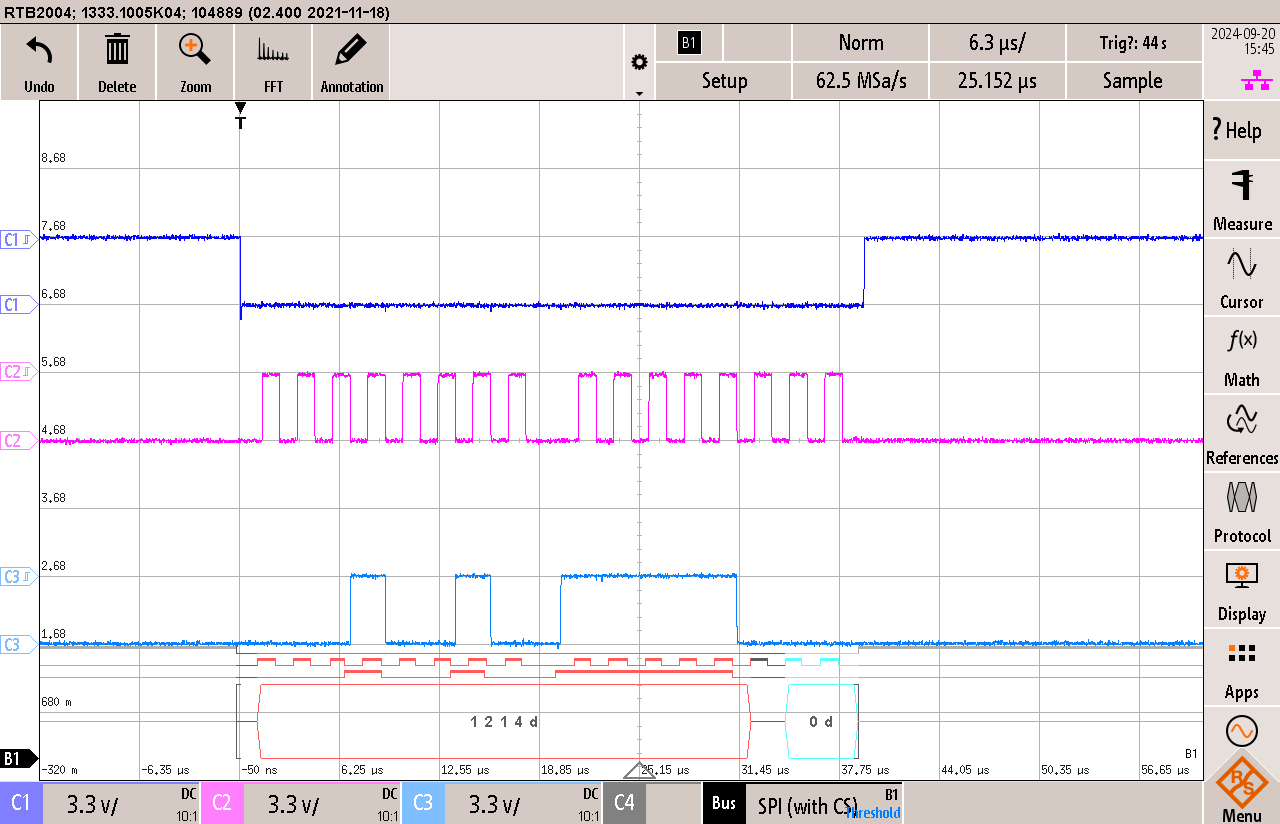 RTB2004; 1333.1005K04; 104889 (02.400 2021-11-18)
Undo
Delete
Zoom
FFT
Annotation
B1
Setup
Norm
62.5 MSa/s
6.3 µs/
25.152 µs
Trig?: 44 s
Sample
2024-09-20
15:45
T
8.68
7.68
6.68
5.68
4.68
3.68
2.68
1.68
680 m
-320 m
C1
C1
C2
C2
C3
C3
B1
1214d
0d
B1
-6.35 µs
-50 ns
6.25 µs
12.55 µs
18.85 µs
25.15 µs
31.45 µs
37.75 µs
44.05 µs
50.35 µs
56.65 µs
? Help
Measure
Cursor
f(x)
Math
References
Protocol
Display
Apps
R S
Menu
C1
3.3 v/
DC
10:1
C2
3.3 v/
DC
10:1
C3
3.3 v/
DC
10:1
C4
Bus
SPI (with CS)
B1
Threshold